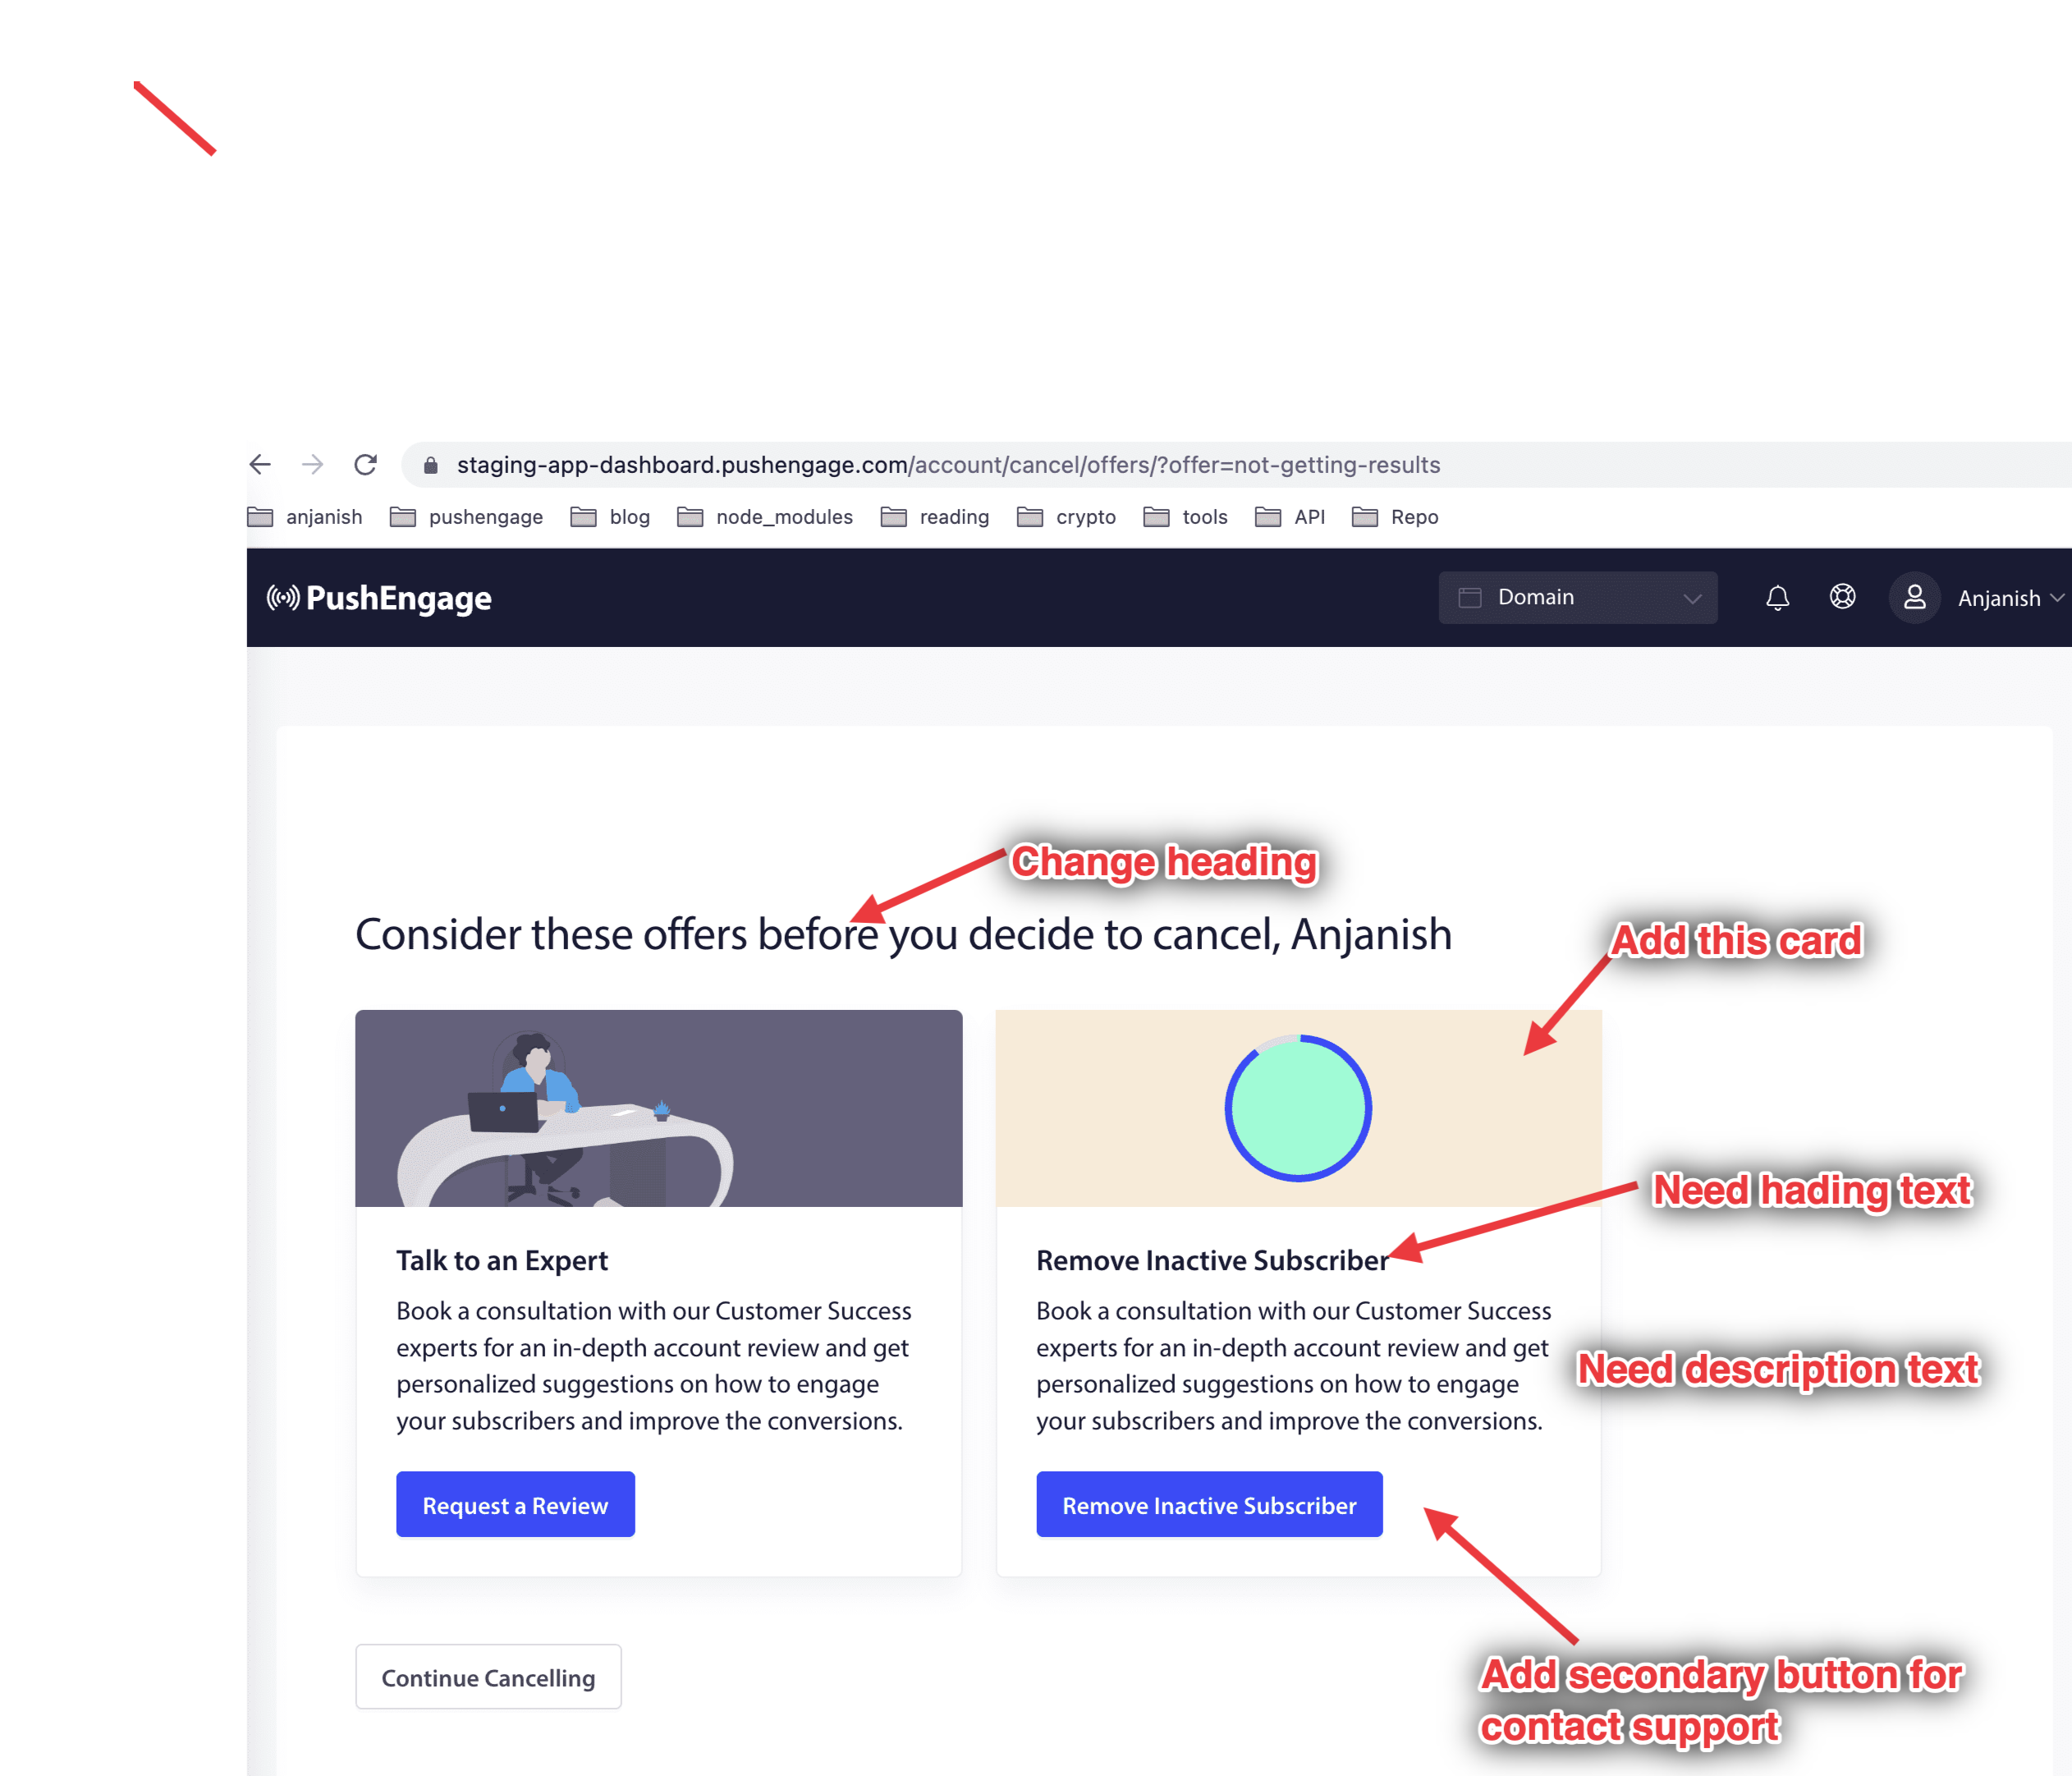 staging-app-dashboard.pushengage.com/account/cancel/offers/?offer=not-getting-results
anjanish pushengage blog node_modules reading crypto tools API Repo
PushEngage Domain Anjanish
Change heading
Consider these offers before you decide to cancel, Anjanish
Add this card
Need hading text
Talk to an Expert
Book a consultation with our Customer Success
experts for an in-depth account review and get
personalized suggestions on how to engage
your subscribers and improve the conversions.
Request a Review
Remove Inactive Subscriber
Book a consultation with our Customer Success
experts for an in-depth account review and get
personalized suggestions on how to engage
your subscribers and improve the conversions.
Need description text
Remove Inactive Subscriber
Continue Cancelling
Add secondary button for
contact support